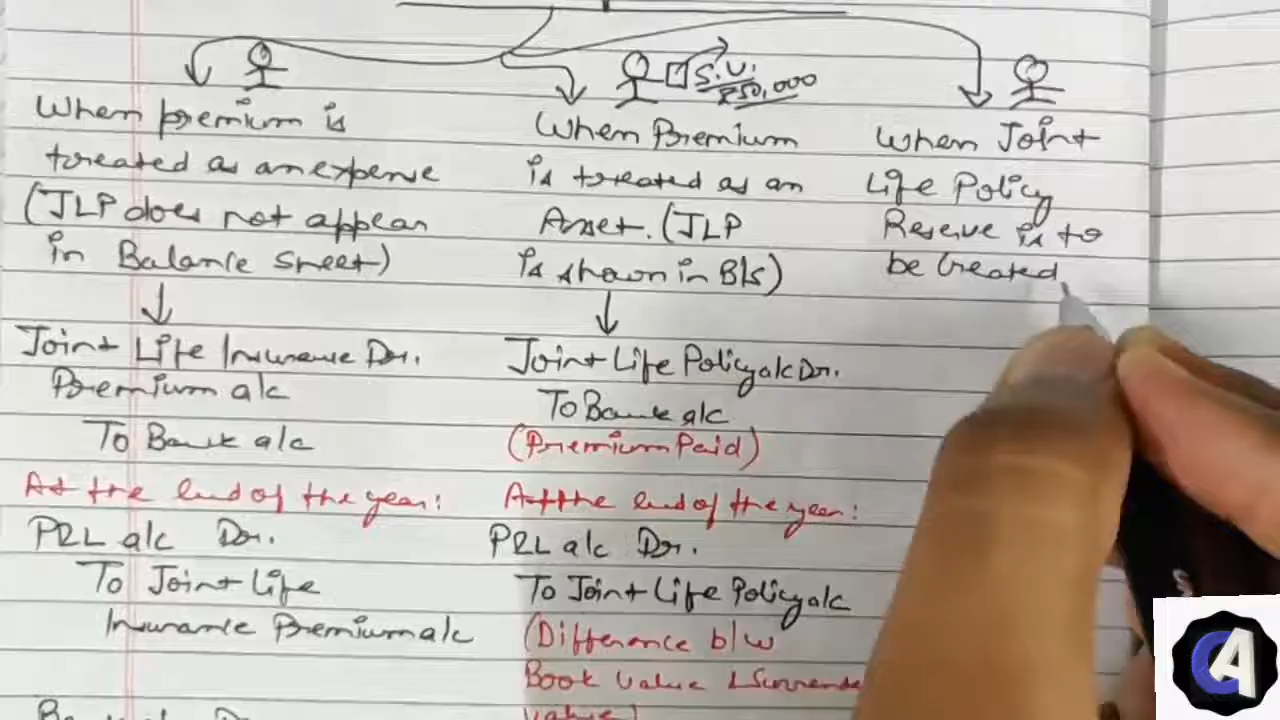 S.V.
₹50,000
When premium is
treated as an expense
(JLP does not appear
in Balance Sheet)
Joint Life Insurance Dr.
Premium a/c
To Bank a/c
At the end of the year:
P&L a/c Dr.
To Joint Life
Insurance Premium a/c
When Premium
is treated as an
Asset. (JLP
is shown in B/s)
Joint Life Policy a/c Dr.
To Bank a/c
(Premium Paid)
At the end of the year:
P&L a/c Dr.
To Joint Life Policy a/c
(Difference b/w
Book value &
value)
When Joint
Life Policy
Reserve is to
be Created
CA